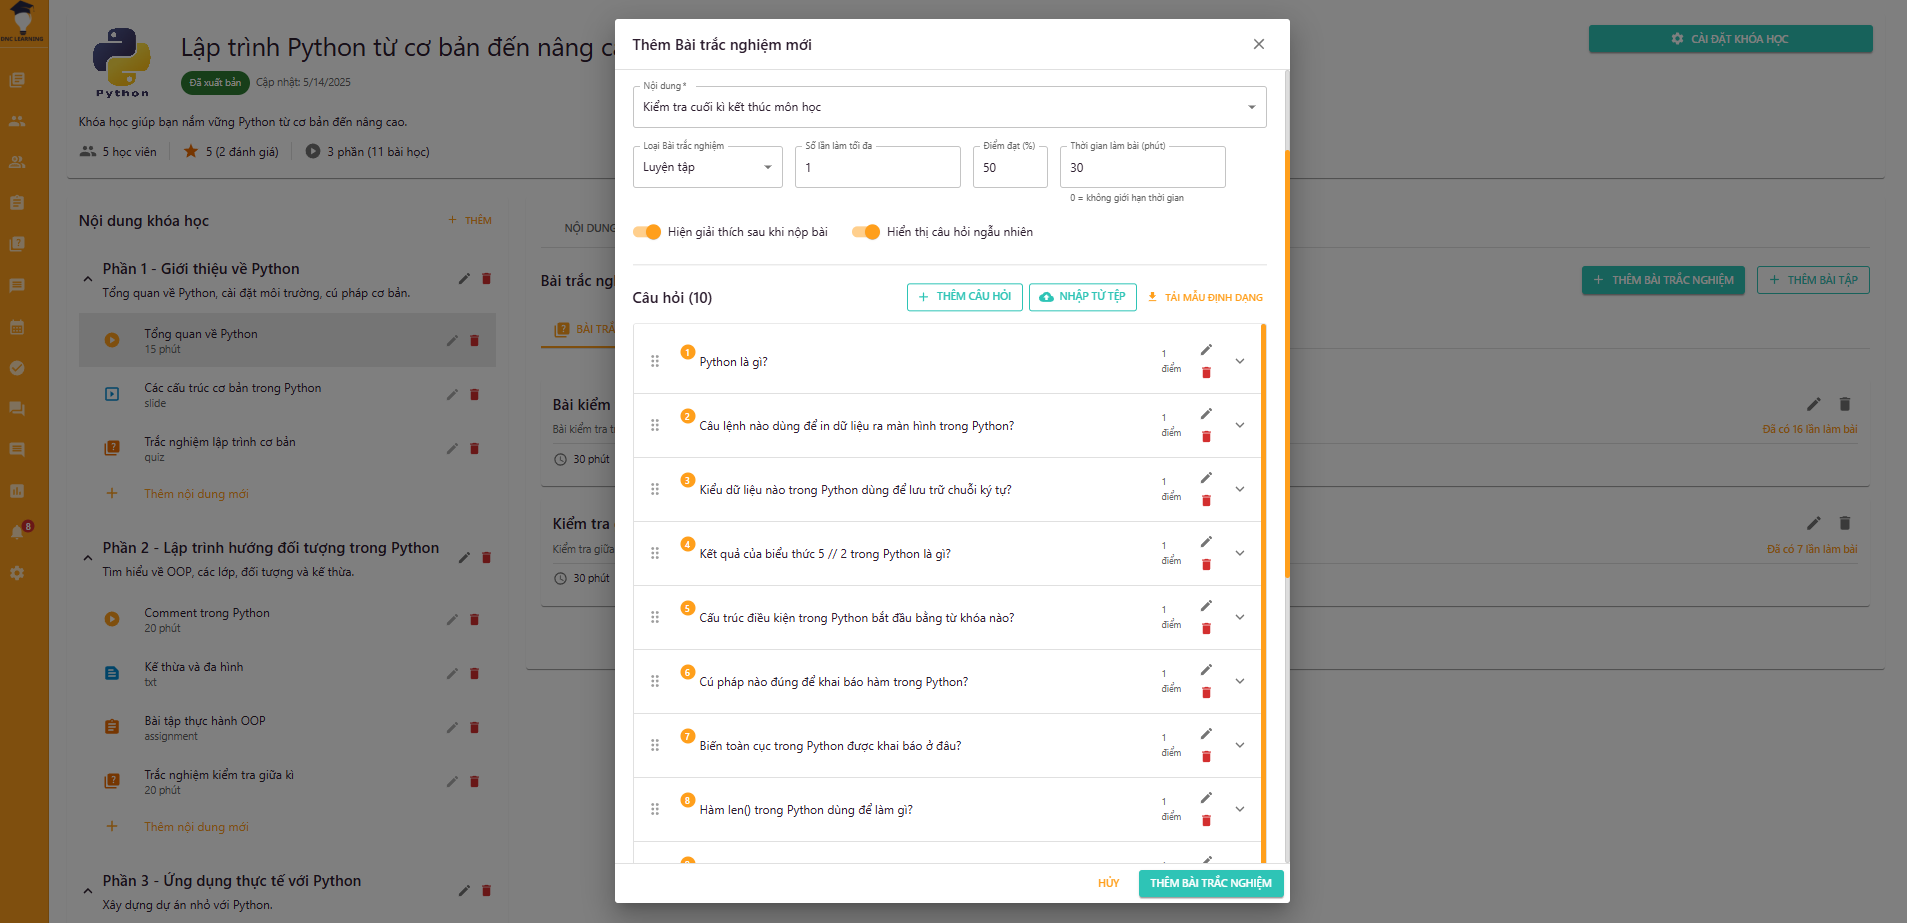 DNC LEARNING
Python
Lập trình Python từ cơ bản đến nâng c
Đã xuất bản
Cập nhật: 5/14/2025
Khóa học giúp bạn nắm vững Python từ cơ bản đến nâng cao.
5 học viên
5 (2 đánh giá)
3 phần (11 bài học)
CÀI ĐẶT KHÓA HỌC
Nội dung khóa học
+ THÊM
Phần 1 - Giới thiệu về Python
Tổng quan về Python, cài đặt môi trường, cú pháp cơ bản.
Tổng quan về Python
15 phút
Các cấu trúc cơ bản trong Python
slide
Trắc nghiệm lập trình cơ bản
quiz
+ Thêm nội dung mới
8
Phần 2 - Lập trình hướng đối tượng trong Python
Tìm hiểu về OOP, các lớp, đối tượng và kế thừa.
Comment trong Python
20 phút
Kế thừa và đa hình
txt
Bài tập thực hành OOP
assignment
Trắc nghiệm kiểm tra giữa kì
20 phút
+ Thêm nội dung mới
Phần 3 - Ứng dụng thực tế với Python
Xây dựng dự án nhỏ với Python.
NỘI DUNG
Bài trắc ng
+ THÊM BÀI TRẮC NGHIỆM
+ THÊM BÀI TẬP
BÀI TRẮ
Bài kiểm
Bài kiểm tra t
30 phút
Đã có 16 lần làm bài
Kiểm tra
Kiểm tra giữa
30 phút
Đã có 7 lần làm bài
Thêm Bài trắc nghiệm mới
Nội dung *
Kiểm tra cuối kì kết thúc môn học
Loại Bài trắc nghiệm
Luyện tập
Số lần làm tối đa
1
Điểm đạt (%)
50
Thời gian làm bài (phút)
30
0 = không giới hạn thời gian
Hiện giải thích sau khi nộp bài
Hiển thị câu hỏi ngẫu nhiên
Câu hỏi (10)
+ THÊM CÂU HỎI
NHẬP TỪ TỆP
TẢI MẪU ĐỊNH DẠNG
1 Python là gì?
1 điểm
2 Câu lệnh nào dùng để in dữ liệu ra màn hình trong Python?
1 điểm
3 Kiểu dữ liệu nào trong Python dùng để lưu trữ chuỗi ký tự?
1 điểm
4 Kết quả của biểu thức 5 // 2 trong Python là gì?
1 điểm
5 Cấu trúc điều kiện trong Python bắt đầu bằng từ khóa nào?
1 điểm
6 Cú pháp nào đúng để khai báo hàm trong Python?
1 điểm
7 Biến toàn cục trong Python được khai báo ở đâu?
1 điểm
8 Hàm len() trong Python dùng để làm gì?
1 điểm
HỦY
THÊM BÀI TRẮC NGHIỆM